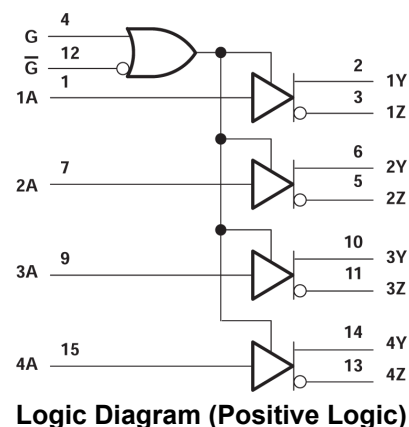 G 4
G̅ 12
1A 1
2 1Y
3 1Z
2A 7
6 2Y
5 2Z
3A 9
10 3Y
11 3Z
4A 15
14 4Y
13 4Z
Logic Diagram (Positive Logic)